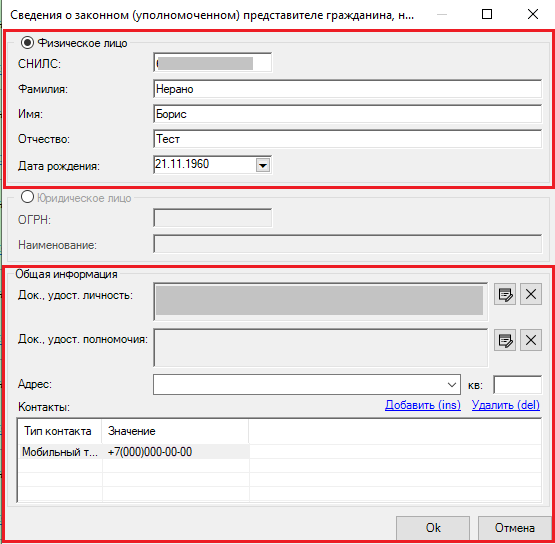 Сведения о законном (уполномоченном) представителе гражданина, н...
Физическое лицо
СНИЛС:
Фамилия: Нерано
Имя: Борис
Отчество: Тест
Дата рождения: 21.11.1960
Юридическое лицо
ОГРН:
Наименование:
Общая информация
Док., удост. личность:
Док., удост. полномочия:
Адрес: кв:
Контакты: Добавить (ins) Удалить (del)
Тип контакта Значение
Мобильный т... +7(000)000-00-00
Ok Отмена